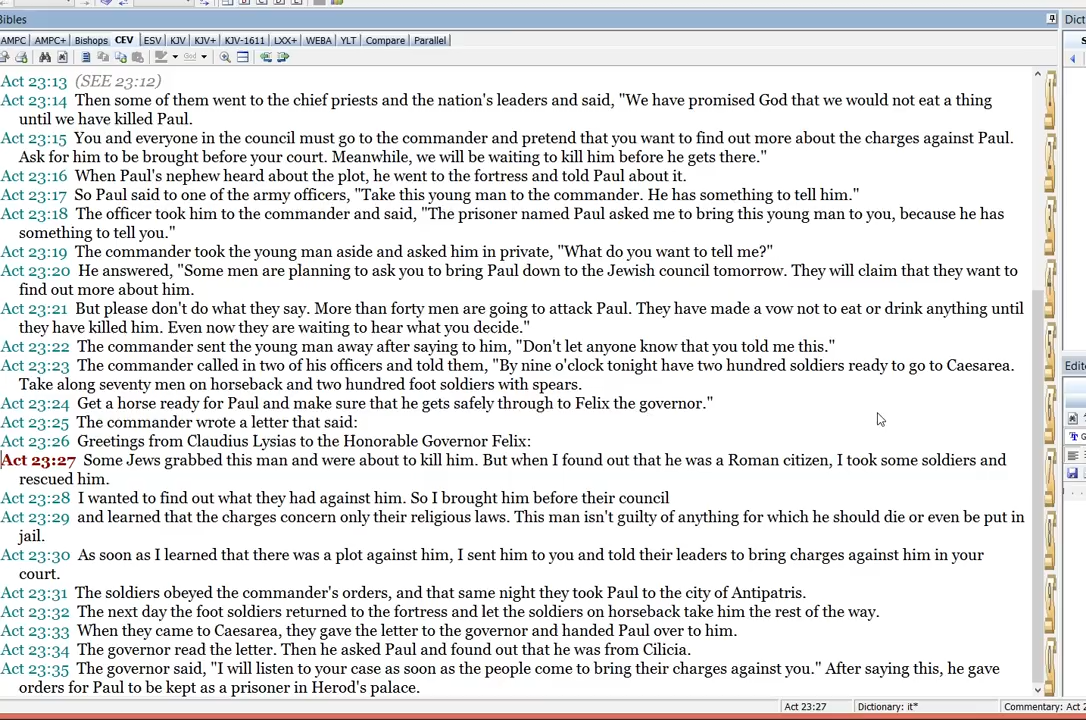 Bibles
Dict
AMPC AMPC+ Bishops CEV ESV KJV KJV+ KJV-1611 LXX+ WEBA YLT Compare Parallel
Act 23:13 (SEE 23:12)
Act 23:14 Then some of them went to the chief priests and the nation's leaders and said, "We have promised God that we would not eat a thing
until we have killed Paul.
Act 23:15 You and everyone in the council must go to the commander and pretend that you want to find out more about the charges against Paul.
Ask for him to be brought before your court. Meanwhile, we will be waiting to kill him before he gets there."
Act 23:16 When Paul's nephew heard about the plot, he went to the fortress and told Paul about it.
Act 23:17 So Paul said to one of the army officers, "Take this young man to the commander. He has something to tell him."
Act 23:18 The officer took him to the commander and said, "The prisoner named Paul asked me to bring this young man to you, because he has
something to tell you."
Act 23:19 The commander took the young man aside and asked him in private, "What do you want to tell me?"
Act 23:20 He answered, "Some men are planning to ask you to bring Paul down to the Jewish council tomorrow. They will claim that they want to
find out more about him.
Act 23:21 But please don't do what they say. More than forty men are going to attack Paul. They have made a vow not to eat or drink anything until
they have killed him. Even now they are waiting to hear what you decide."
Act 23:22 The commander sent the young man away after saying to him, "Don't let anyone know that you told me this."
Act 23:23 The commander called in two of his officers and told them, "By nine o'clock tonight have two hundred soldiers ready to go to Caesarea.
Take along seventy men on horseback and two hundred foot soldiers with spears.
Act 23:24 Get a horse ready for Paul and make sure that he gets safely through to Felix the governor."
Act 23:25 The commander wrote a letter that said:
Act 23:26 Greetings from Claudius Lysias to the Honorable Governor Felix:
Act 23:27 Some Jews grabbed this man and were about to kill him. But when I found out that he was a Roman citizen, I took some soldiers and
rescued him.
Act 23:28 I wanted to find out what they had against him. So I brought him before their council
Act 23:29 and learned that the charges concern only their religious laws. This man isn't guilty of anything for which he should die or even be put in
jail.
Act 23:30 As soon as I learned that there was a plot against him, I sent him to you and told their leaders to bring charges against him in your
court.
Act 23:31 The soldiers obeyed the commander's orders, and that same night they took Paul to the city of Antipatris.
Act 23:32 The next day the foot soldiers returned to the fortress and let the soldiers on horseback take him the rest of the way.
Act 23:33 When they came to Caesarea, they gave the letter to the governor and handed Paul over to him.
Act 23:34 The governor read the letter. Then he asked Paul and found out that he was from Cilicia.
Act 23:35 The governor said, "I will listen to your case as soon as the people come to bring their charges against you." After saying this, he gave
orders for Paul to be kept as a prisoner in Herod's palace.
Edite
Act 23:27 Dictionary: it* Commentary: Act 2